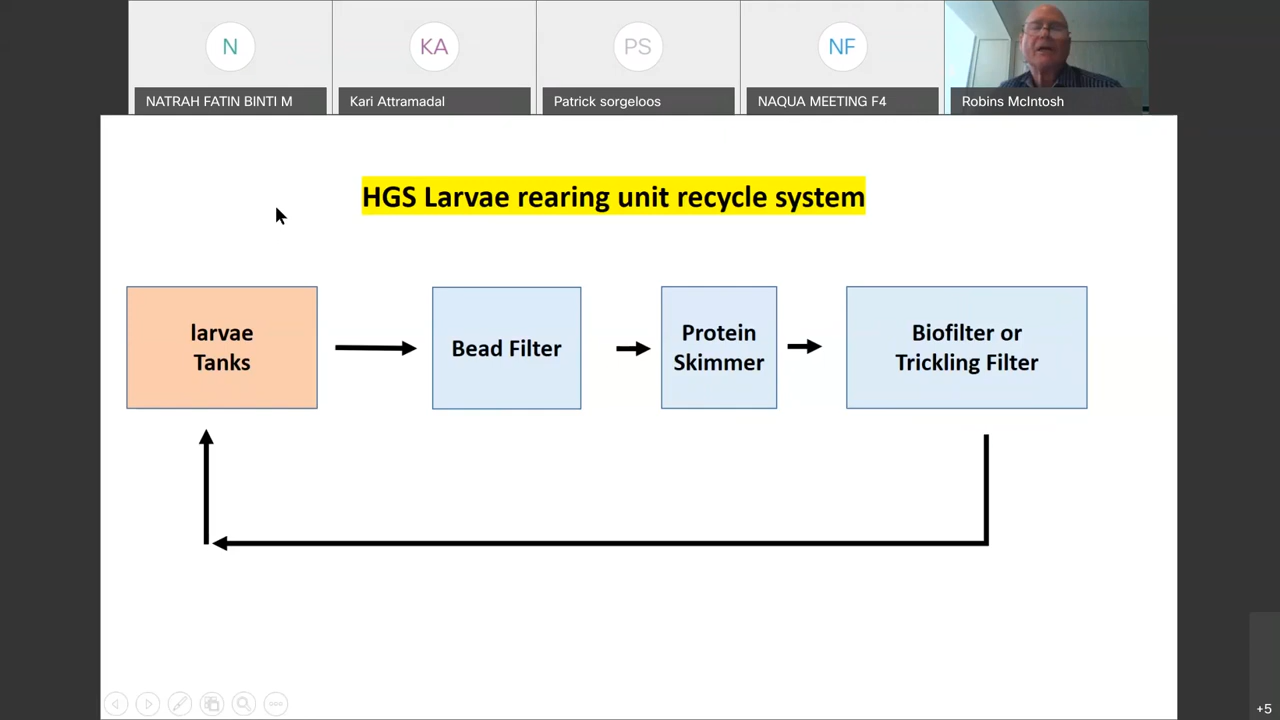 N
KA
PS
NF
NATRAH FATIN BINTI M
Kari Attramadal
Patrick sorgeloos
NAQUA MEETING F4
Robins McIntosh
HGS Larvae rearing unit recycle system
larvae
Tanks
Bead Filter
Protein
Skimmer
Biofilter or
Trickling Filter
+5